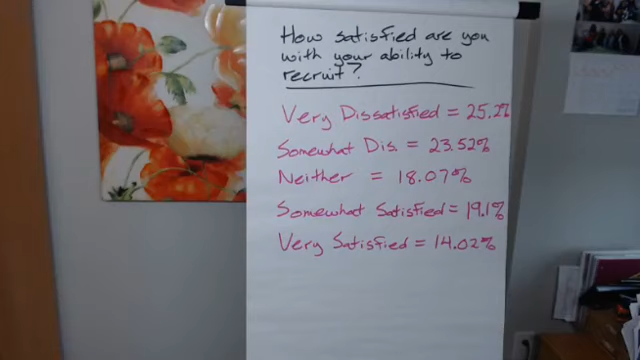 How satisfied are you
with your ability to
recruit?
Very Dissatisfied = 25.2%
Somewhat Dis. = 23.52%
Neither = 18.07%
Somewhat Satisfied = 19.1%
Very Satisfied = 14.02%